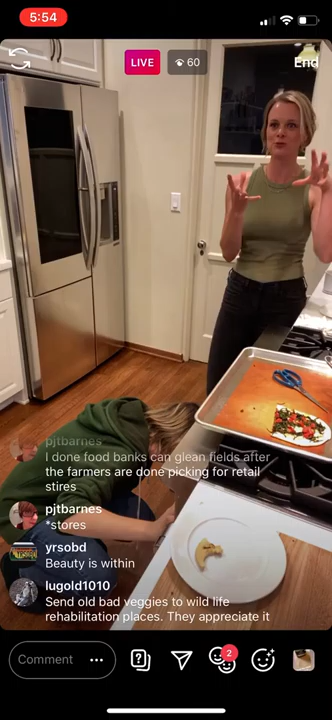 5:54
LIVE
60
End
pjtbarnes
I done food banks can glean fields after
the farmers are done picking for retail
stires
pjtbarnes
*stores
yrsobd
Beauty is within
lugold1010
Send old bad veggies to wild life
rehabilitation places. They appreciate it
Comment
2